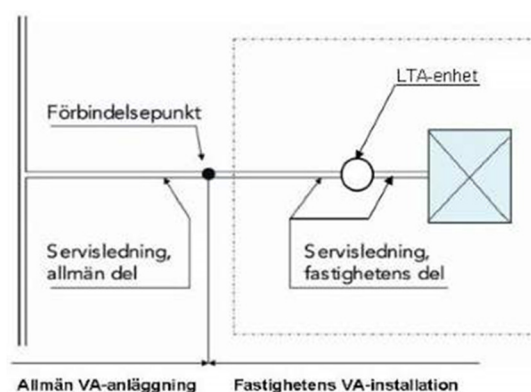 LTA-enhet
Förbindelsepunkt
Servisledning,
allmän del
Servisledning,
fastighetens del
Allmän VA-anläggning
Fastighetens VA-installation